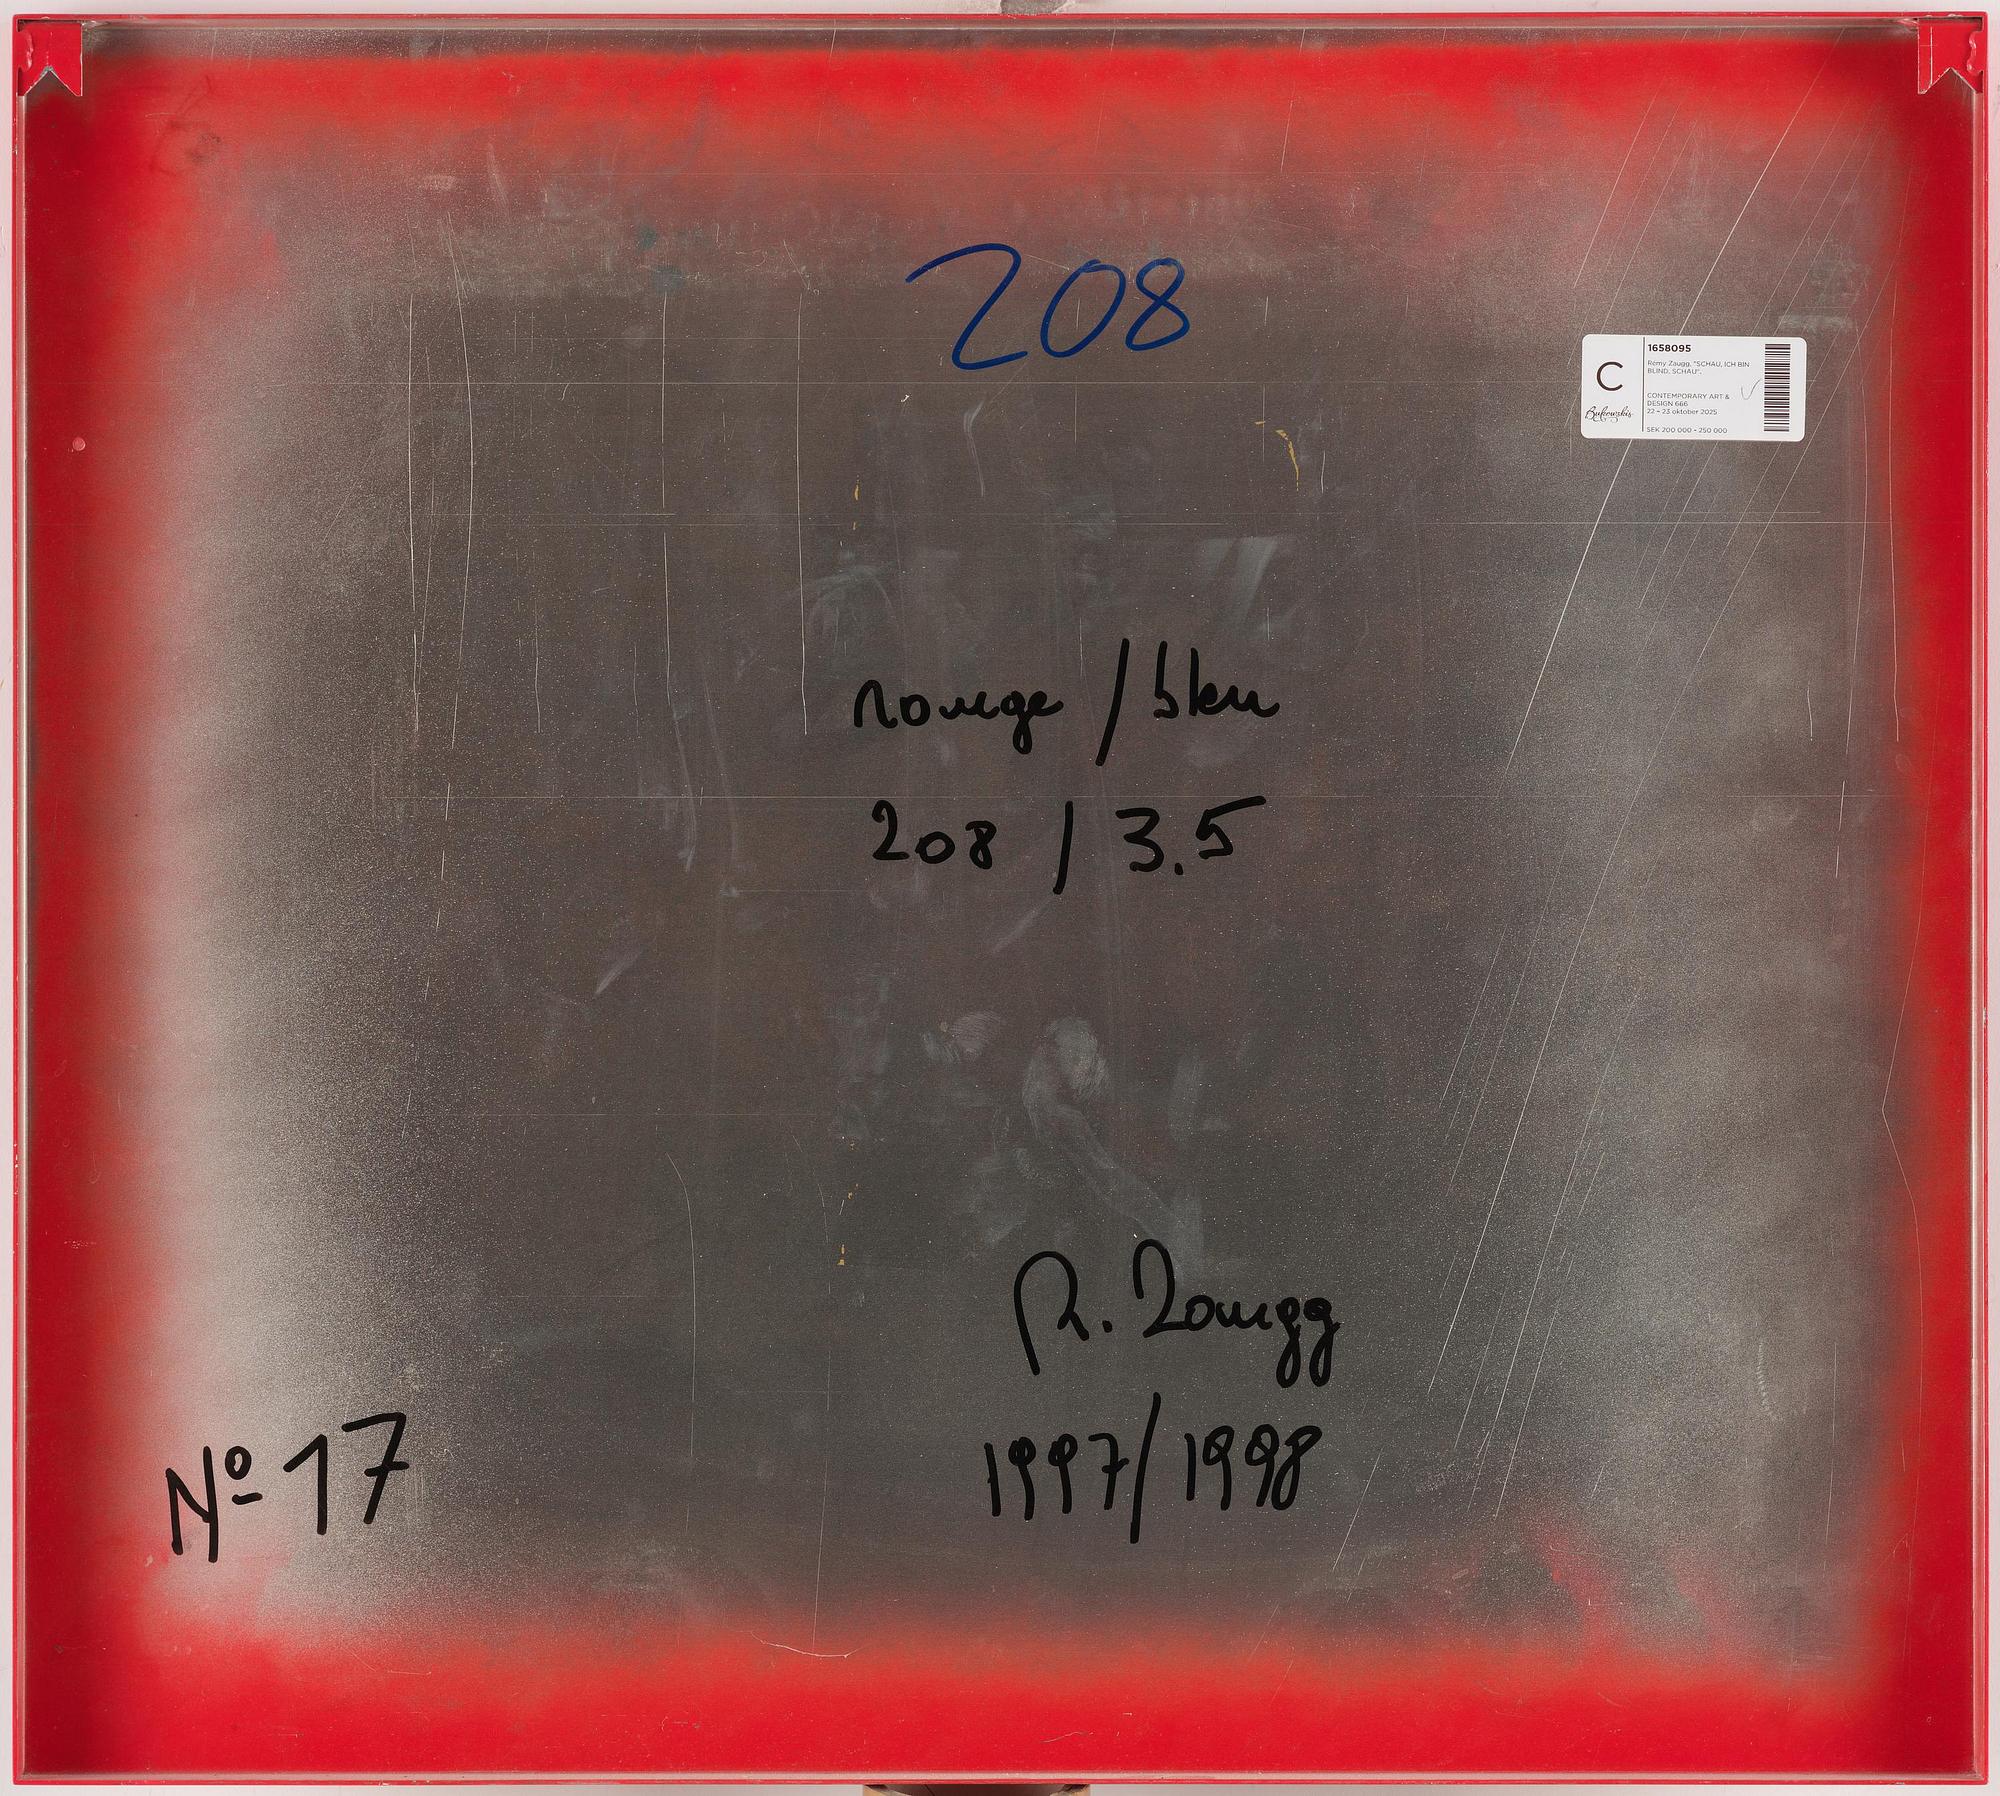 208
C
Bukowskis
1658095
Rémy Zaugg, "SCHAU, ICH BIN
BLIND, SCHAU".
CONTEMPORARY ART &
DESIGN 666
22 – 23 oktober 2025
SEK 200 000 - 250 000
rouge / bleu
208 / 3.5
R. Zaugg
1997/1998
Nº 17